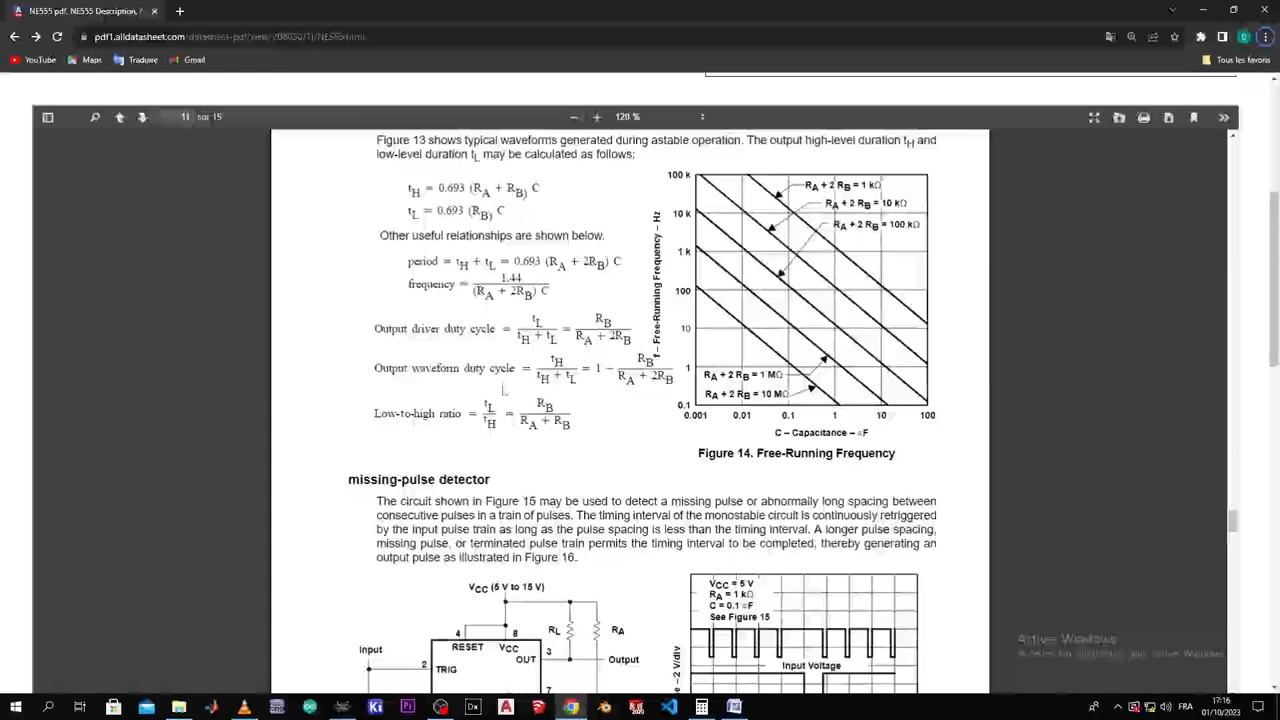 NE555 pdf, NE555 Description, 
YouTube Maps Traduire Gmail
Tous les favoris
11 sur 15
120 %
Figure 13 shows typical waveforms generated during astable operation. The output high-level duration tH and
low-level duration tL may be calculated as follows:
tH = 0.693 (RA + RB) C
tL = 0.693 (RB) C
Other useful relationships are shown below.
period = tH + tL = 0.693 (RA + 2RB) C
frequency = 1.44 / (RA + 2RB) C
Output driver duty cycle = tL / (tH + tL) = RB / (RA + 2RB)
Output waveform duty cycle = tH / (tH + tL) = 1 − RB / (RA + 2RB)
Low-to-high ratio = tL / tH = RB / (RA + RB)
f – Free-Running Frequency – Hz
100 k
10 k
1 k
100
10
1
0.1
RA + 2 RB = 1 kΩ
RA + 2 RB = 10 kΩ
RA + 2 RB = 100 kΩ
RA + 2 RB = 1 MΩ
RA + 2 RB = 10 MΩ
0.001 0.01 0.1 1 10 100
C – Capacitance – F
Figure 14. Free-Running Frequency
missing-pulse detector
The circuit shown in Figure 15 may be used to detect a missing pulse or abnormally long spacing between
consecutive pulses in a train of pulses. The timing interval of the monostable circuit is continuously retriggered
by the input pulse train as long as the pulse spacing is less than the timing interval. A longer pulse spacing,
missing pulse, or terminated pulse train permits the timing interval to be completed, thereby generating an
output pulse as illustrated in Figure 16.
VCC (5 V to 15 V)
4 8
RL RA
RESET VCC
Input
3
OUT
Output
2
TRIG
7
VCC = 5 V
RA = 1 kΩ
C = 0.1 F
See Figure 15
Input Voltage
– 2 V/div
FRA
17:16
01/10/2023